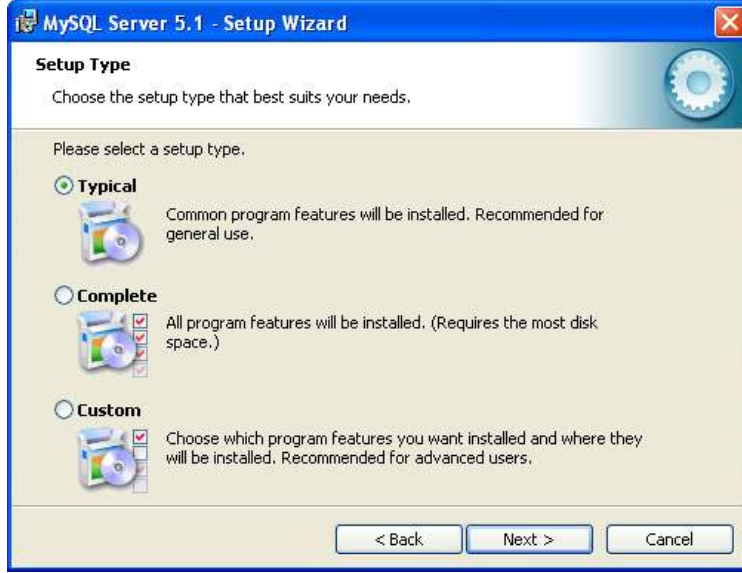 MySQL Server 5.1 - Setup Wizard
Setup Type
Choose the setup type that best suits your needs.
Please select a setup type.
Typical
Common program features will be installed. Recommended for
general use.
Complete
All program features will be installed. (Requires the most disk
space.)
Custom
Choose which program features you want installed and where they
will be installed. Recommended for advanced users.
< Back
Next >
Cancel